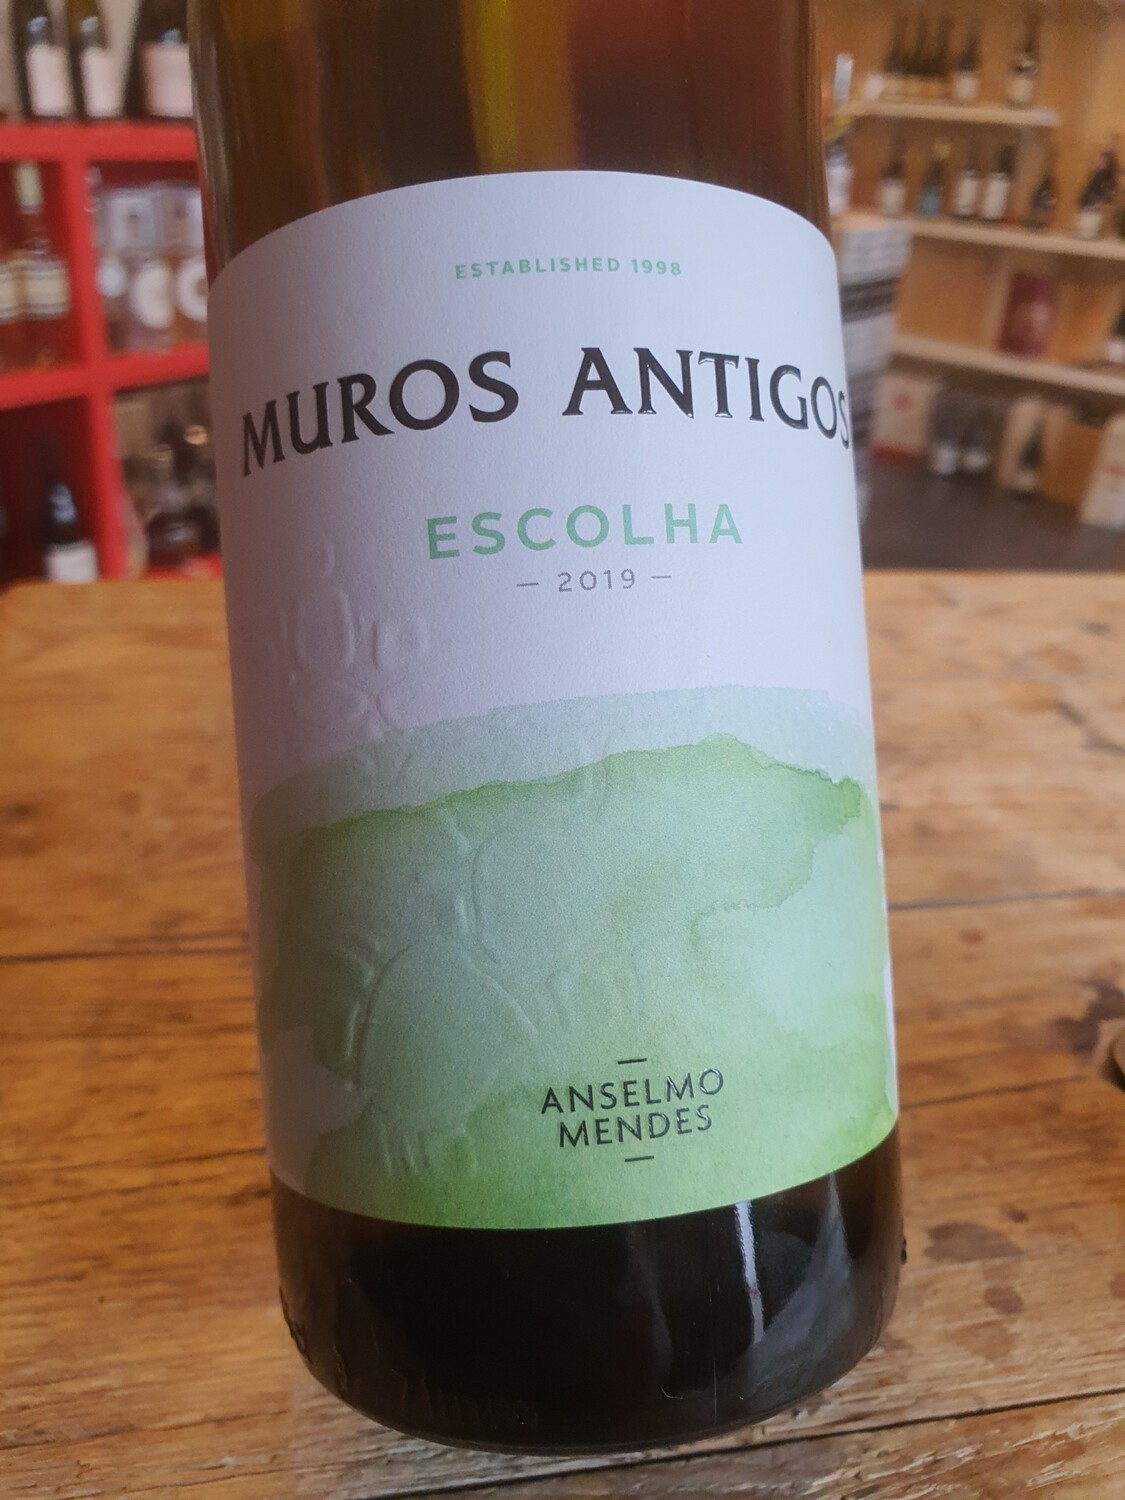 ESTABLISHED 1998
MUROS ANTIGOS
ESCOLHA
— 2019 —
ANSELMO
MENDES